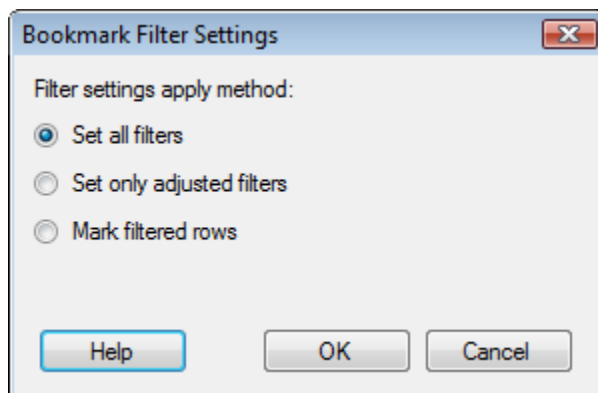 Bookmark Filter Settings
Filter settings apply method:
Set all filters
Set only adjusted filters
Mark filtered rows
Help OK Cancel